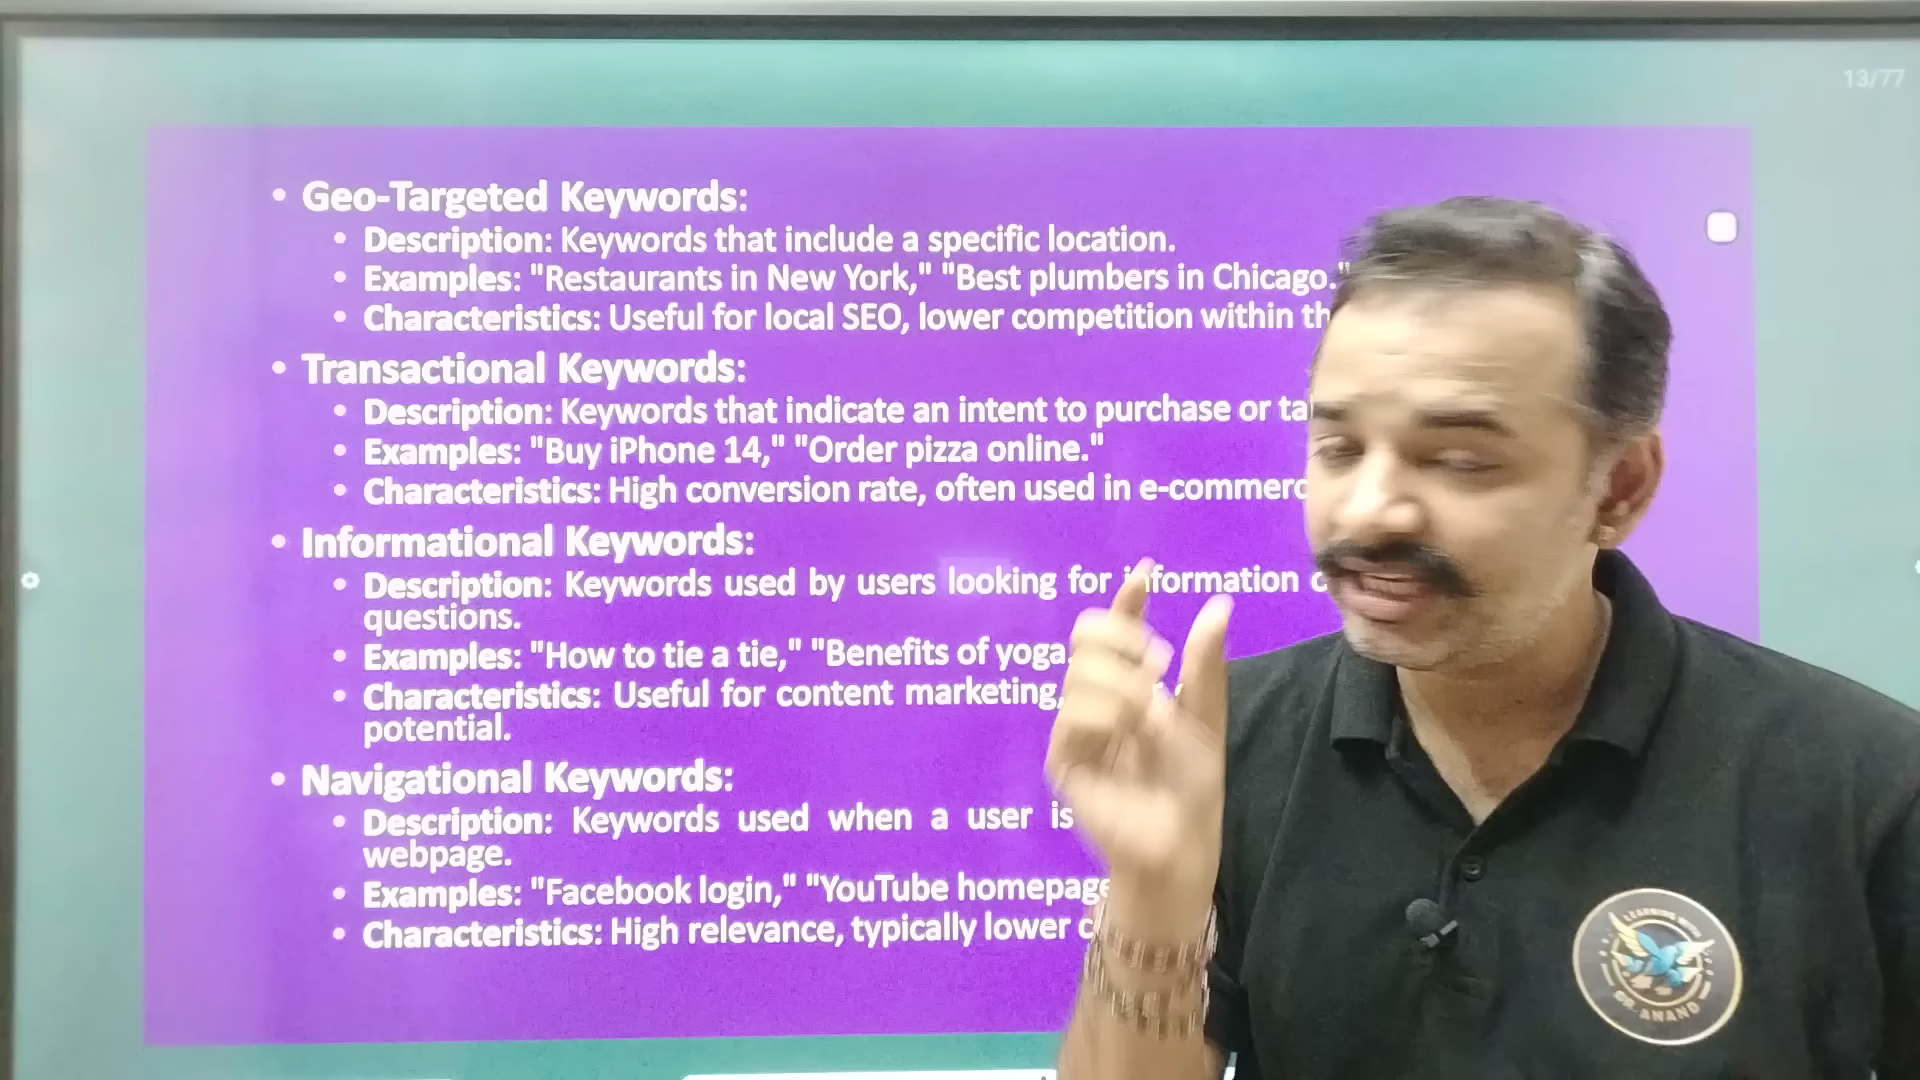 13/77
• Geo-Targeted Keywords:
• Description: Keywords that include a specific location.
• Examples: "Restaurants in New York," "Best plumbers in Chicago."
• Characteristics: Useful for local SEO, lower competition within
• Transactional Keywords:
• Description: Keywords that indicate an intent to purchase or
• Examples: "Buy iPhone 14," "Order pizza online."
• Characteristics: High conversion rate, often used in e-commerc
• Informational Keywords:
• Description: Keywords used by users looking for information
questions.
• Examples: "How to tie a tie," "Benefits of yoga.
• Characteristics: Useful for content marketing,
potential.
• Navigational Keywords:
• Description: Keywords used when a user is
webpage.
• Examples: "Facebook login," "YouTube homepage
• Characteristics: High relevance, typically lower
LEARNING
DR. ANAND